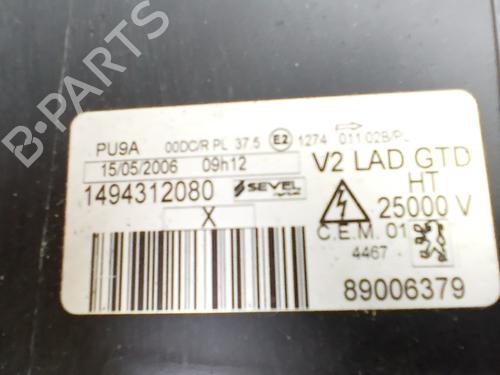 B-PARTS
PU9A 00DC/R PL 37 5 E2 1274 011 02B/PL
15/05/2006 09h12 V2 LAD GTD
1494312080 SEVEL HT
X 25000 V
C.E.M. 01
4467
89006379